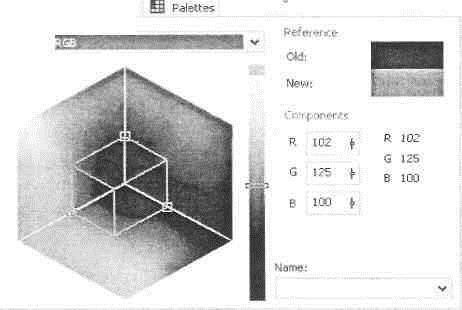 Palettes
RGB
Reference
Old:
New:
Components
R 102 R 102
G 125 G 125
B 100 B 100
Name: